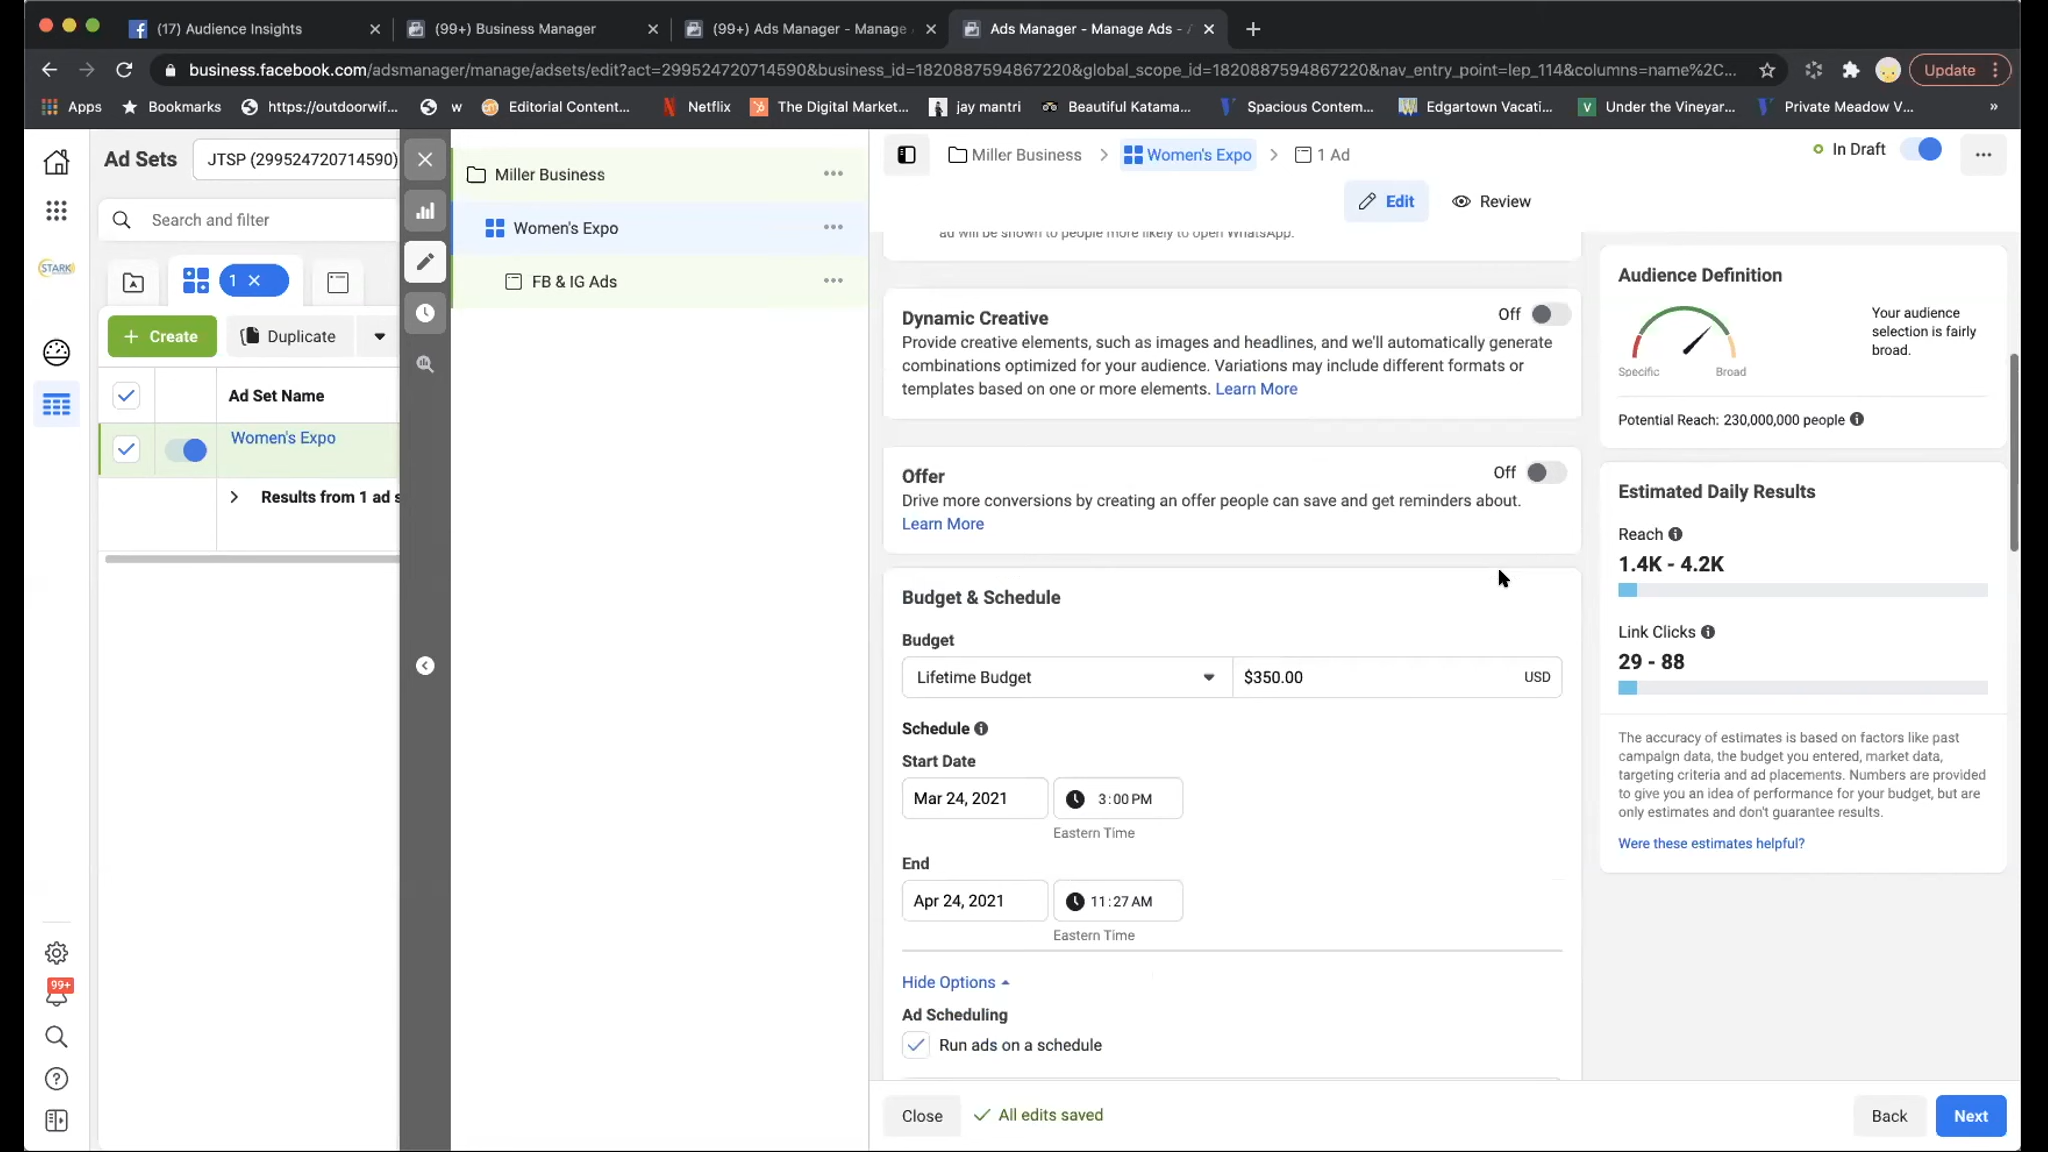 (17) Audience Insights
(99+) Business Manager
(99+) Ads Manager - Manage
Ads Manager - Manage Ads -
business.facebook.com/adsmanager/manage/adsets/edit?act=299524720714590&business_id=1820887594867220&global_scope_id=1820887594867220&nav_entry_point=lep_114&columns=name%2C...
Update
Apps
Bookmarks
https://outdoorwif...
w
Editorial Content...
Netflix
The Digital Market...
jay mantri
Beautiful Katama...
Spacious Contem...
Edgartown Vacati...
V
Under the Vineyar...
Private Meadow V...
»
Ad Sets
JTSP (299524720714590)
Search and filter
STARK
1
+ Create
Duplicate
Ad Set Name
Women's Expo
Results from 1 ad s
99+
Miller Business
Women's Expo
FB & IG Ads
Miller Business > Women's Expo > 1 Ad
In Draft
Edit
Review
ad will be shown to people more likely to open WhatsApp.
Dynamic Creative
Off
Provide creative elements, such as images and headlines, and we'll automatically generate
combinations optimized for your audience. Variations may include different formats or
templates based on one or more elements. Learn More
Offer
Off
Drive more conversions by creating an offer people can save and get reminders about.
Learn More
Budget & Schedule
Budget
Lifetime Budget
$350.00
USD
Schedule
Start Date
Mar 24, 2021
3:00 PM
Eastern Time
End
Apr 24, 2021
11:27 AM
Eastern Time
Hide Options
Ad Scheduling
Run ads on a schedule
Close
All edits saved
Back
Next
Audience Definition
Specific
Broad
Your audience
selection is fairly
broad.
Potential Reach: 230,000,000 people
Estimated Daily Results
Reach
1.4K - 4.2K
Link Clicks
29 - 88
The accuracy of estimates is based on factors like past
campaign data, the budget you entered, market data,
targeting criteria and ad placements. Numbers are provided
to give you an idea of performance for your budget, but are
only estimates and don't guarantee results.
Were these estimates helpful?